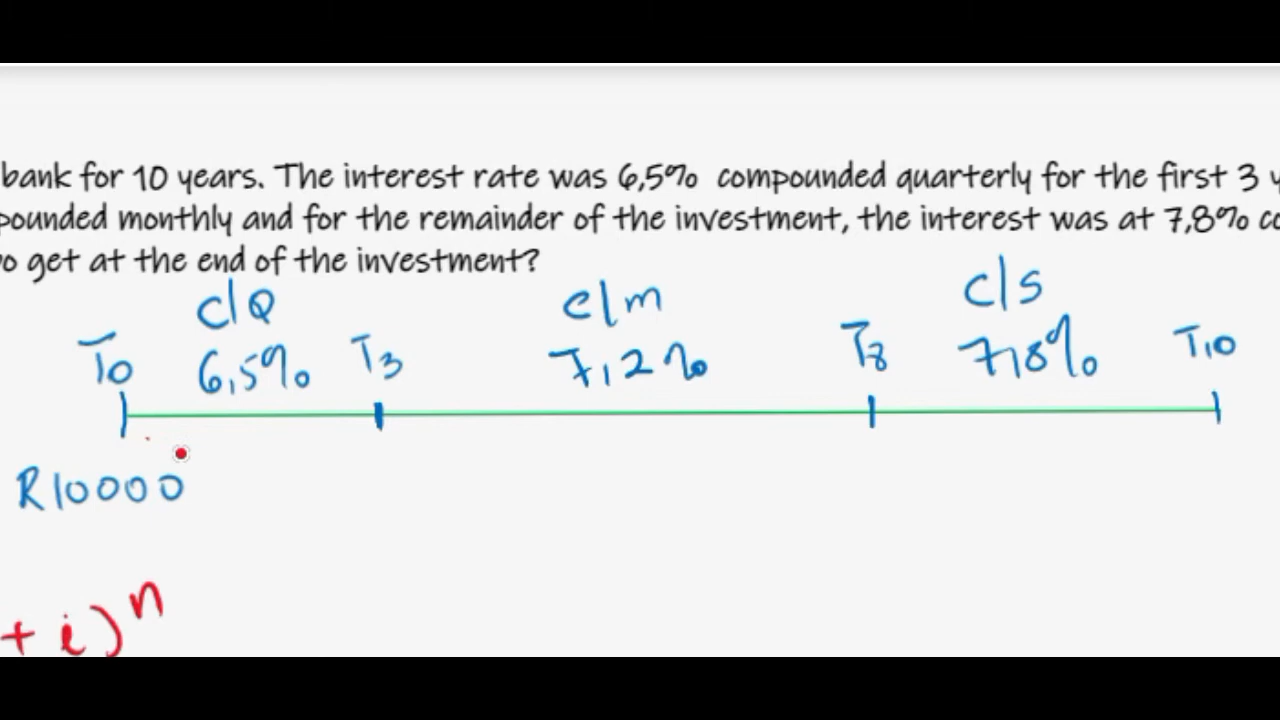 bank for 10 years. The interest rate was 6,5% compounded quarterly for the first 3
pounded monthly and for the remainder of the investment, the interest was at 7,8%
get at the end of the investment?
C/Q C/m C/S
T0 6,5% T3 7,2% T8 7,8% T10
R10000
+ i)^n